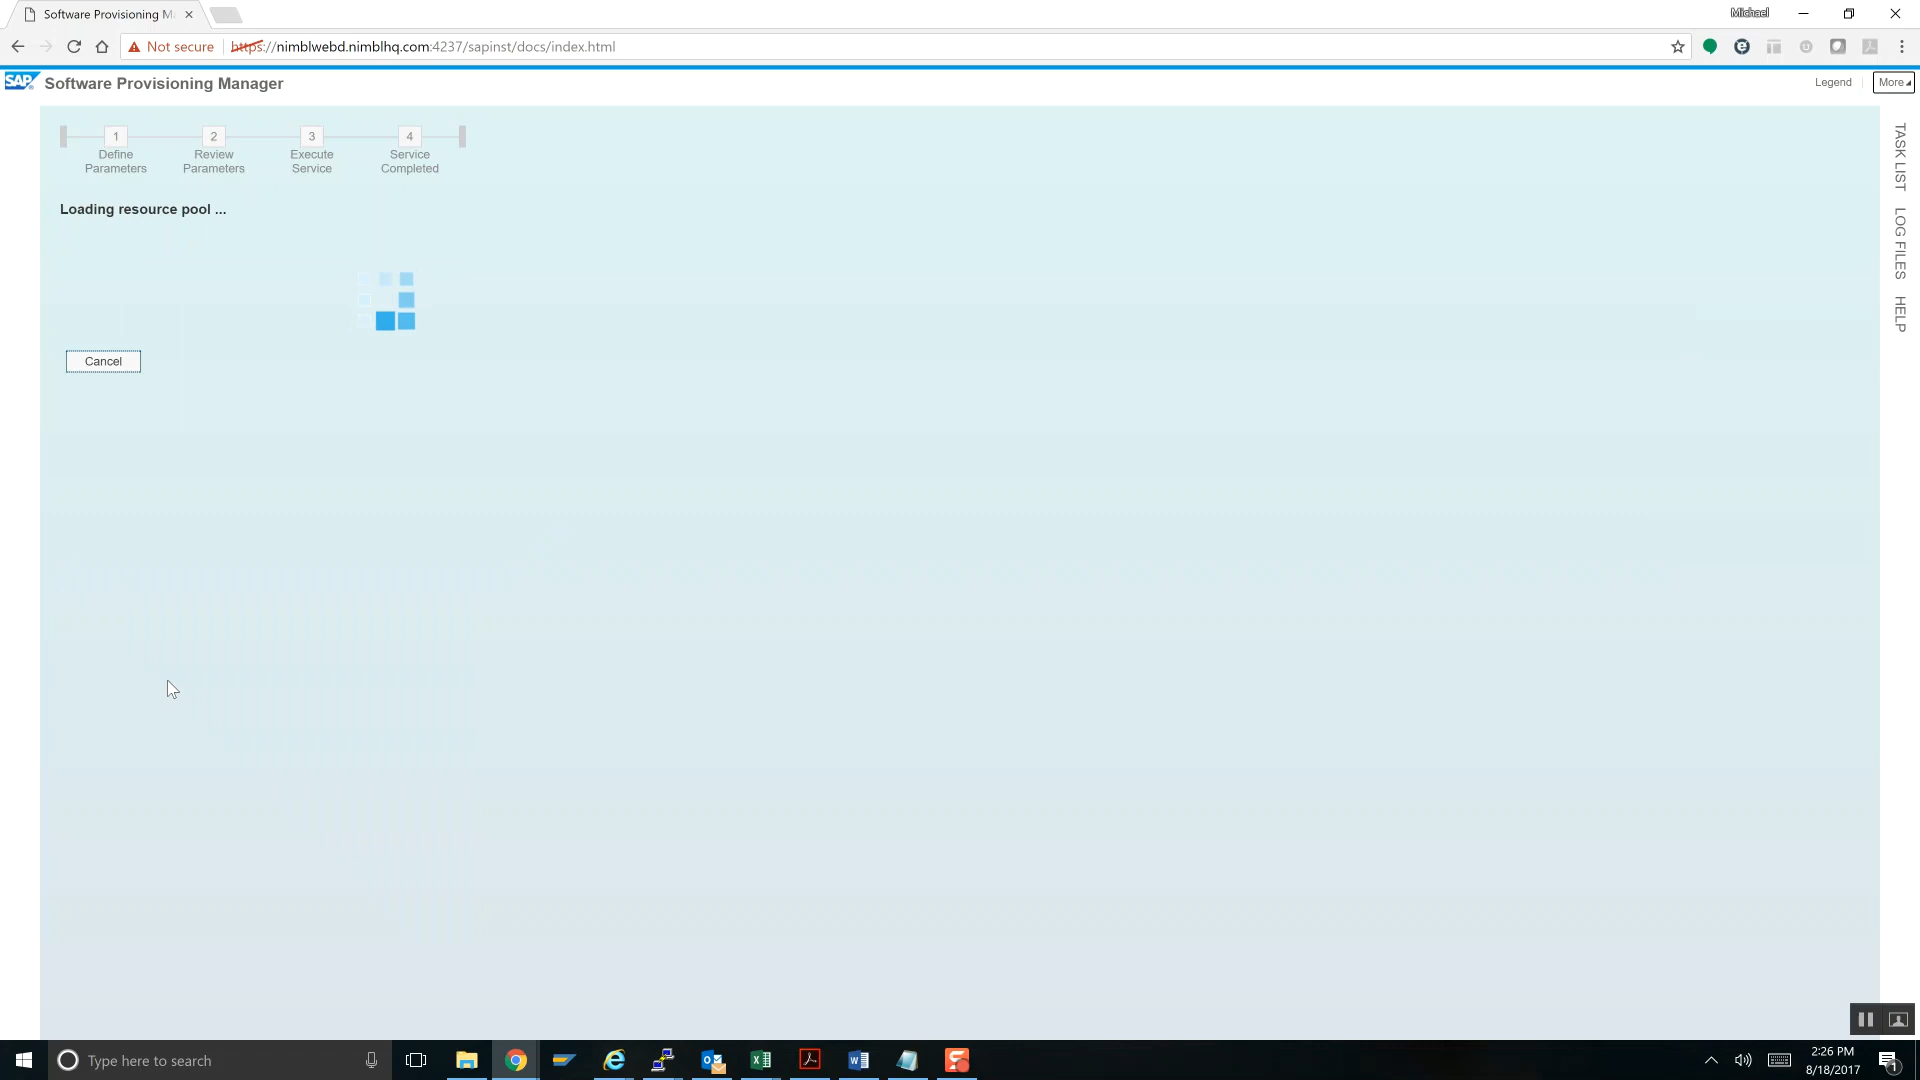 Software Provisioning Ma
Michael
Not secure
https://nimblwebd.nimblhq.com:4237/sapinst/docs/index.html
SAP Software Provisioning Manager
Legend
More
1
Define
Parameters
2
Review
Parameters
3
Execute
Service
4
Service
Completed
TASK LIST
LOG FILES
HELP
Loading resource pool ...
Cancel
Type here to search
2:26 PM
8/18/2017
1